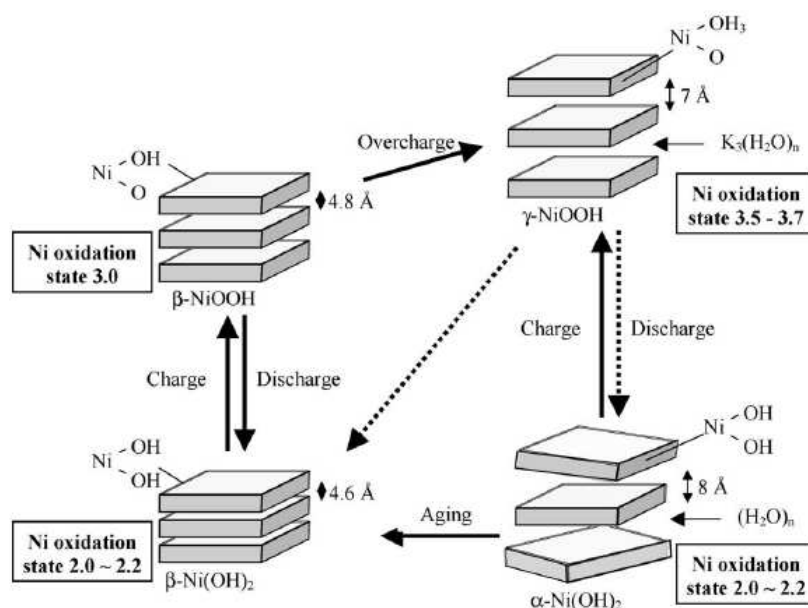 OH₃
Ni
O
7 Å
K₃(H₂O)ₙ
γ-NiOOH
Ni oxidation
state 3.5 - 3.7
Overcharge
OH
Ni
O
4.8 Å
Ni oxidation
state 3.0
β-NiOOH
Charge
Discharge
Charge
Discharge
OH
Ni
OH
4.6 Å
Ni oxidation
state 2.0 ~ 2.2
β-Ni(OH)₂
Aging
OH
Ni
OH
8 Å
(H₂O)ₙ
α-Ni(OH)₂
Ni oxidation
state 2.0 ~ 2.2